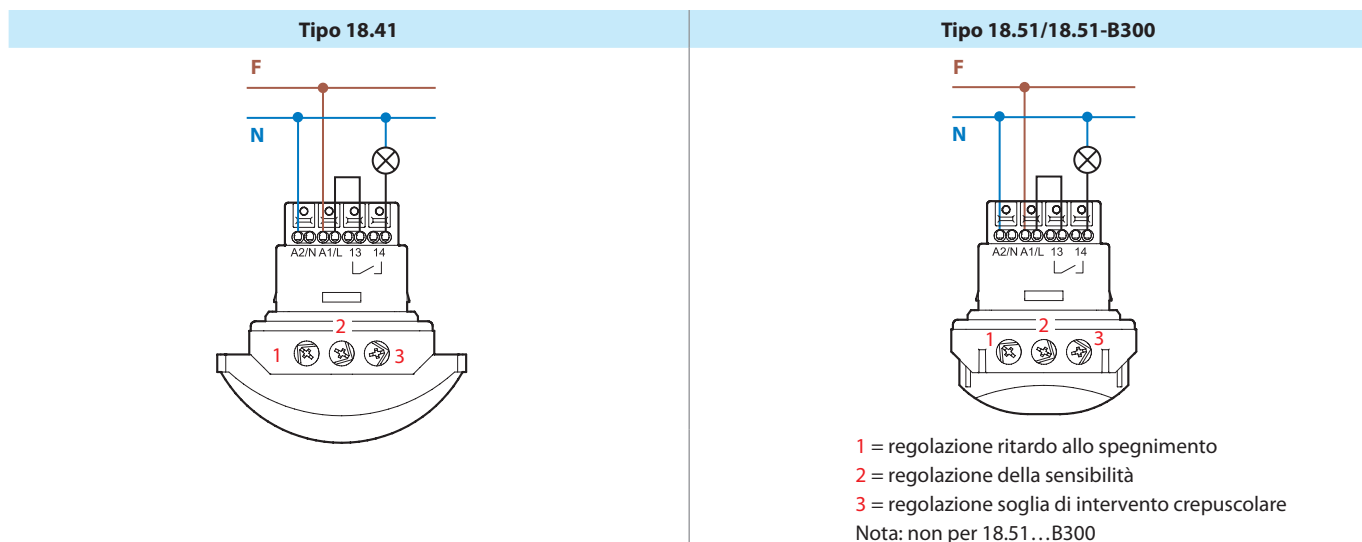 Tipo 18.41
F
N
A2/N A1/L 13 14
1
2
3
Tipo 18.51/18.51-B300
F
N
A2/N A1/L 13 14
1
2
3
1 = regolazione ritardo allo spegnimento
2 = regolazione della sensibilità
3 = regolazione soglia di intervento crepuscolare
Nota: non per 18.51…B300